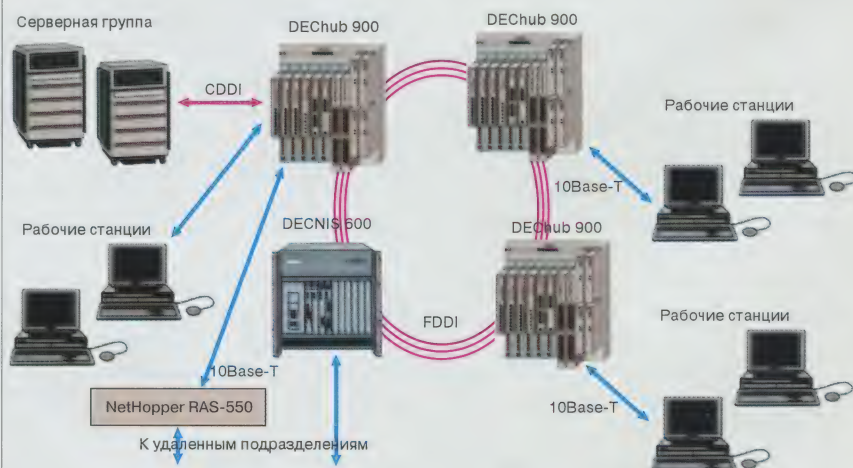 Серверная группа
DEChub 900
DEChub 900
CDDI
Рабочие станции
10Base-T
Рабочие станции
DECNIS 600
DEChub 900
FDDI
Рабочие станции
10Base-T
NetHopper RAS-550
10Base-T
К удаленным подразделениям